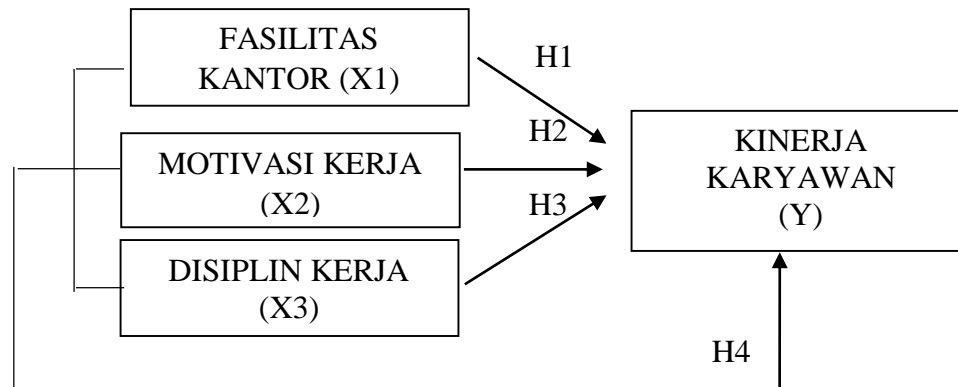 FASILITAS
KANTOR (X1)
H1
H2
KINERJA
KARYAWAN
(Y)
MOTIVASI KERJA
(X2)
H3
DISIPLIN KERJA
(X3)
H4